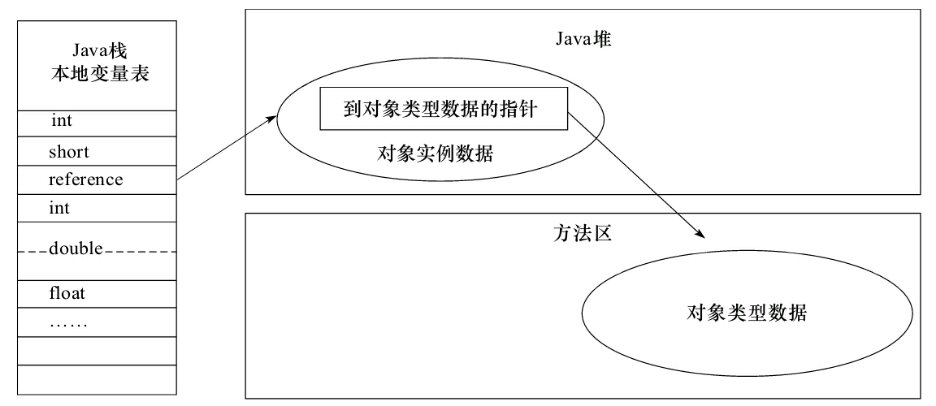 Java栈
本地变量表
int
short
reference
int
double
float
……
Java堆
到对象类型数据的指针
对象实例数据
方法区
对象类型数据